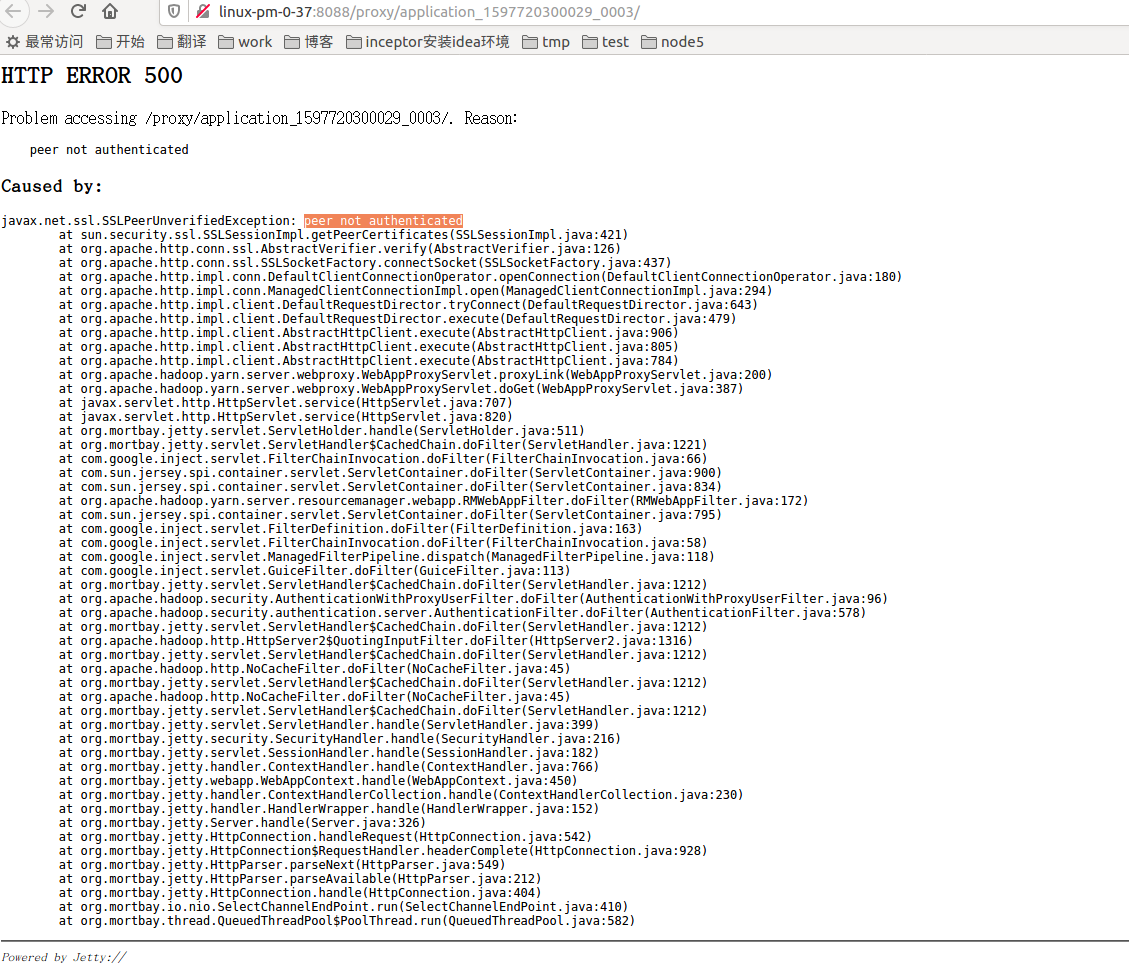 linux-pm-0-37:8088/proxy/application_1597720300029_0003/
最常访问 开始 翻译 work 博客 inceptor安装idea环境 tmp test node5
HTTP ERROR 500
Problem accessing /proxy/application_1597720300029_0003/. Reason:
peer not authenticated
Caused by:
javax.net.ssl.SSLPeerUnverifiedException: peer not authenticated
at sun.security.ssl.SSLSessionImpl.getPeerCertificates(SSLSessionImpl.java:421)
at org.apache.http.conn.ssl.AbstractVerifier.verify(AbstractVerifier.java:126)
at org.apache.http.conn.ssl.SSLSocketFactory.connectSocket(SSLSocketFactory.java:437)
at org.apache.http.impl.conn.DefaultClientConnectionOperator.openConnection(DefaultClientConnectionOperator.java:180)
at org.apache.http.impl.conn.ManagedClientConnectionImpl.open(ManagedClientConnectionImpl.java:294)
at org.apache.http.impl.client.DefaultRequestDirector.tryConnect(DefaultRequestDirector.java:643)
at org.apache.http.impl.client.DefaultRequestDirector.execute(DefaultRequestDirector.java:479)
at org.apache.http.impl.client.AbstractHttpClient.execute(AbstractHttpClient.java:906)
at org.apache.http.impl.client.AbstractHttpClient.execute(AbstractHttpClient.java:805)
at org.apache.http.impl.client.AbstractHttpClient.execute(AbstractHttpClient.java:784)
at org.apache.hadoop.yarn.server.webproxy.WebAppProxyServlet.proxyLink(WebAppProxyServlet.java:200)
at org.apache.hadoop.yarn.server.webproxy.WebAppProxyServlet.doGet(WebAppProxyServlet.java:387)
at javax.servlet.http.HttpServlet.service(HttpServlet.java:707)
at javax.servlet.http.HttpServlet.service(HttpServlet.java:820)
at org.mortbay.jetty.servlet.ServletHolder.handle(ServletHolder.java:511)
at org.mortbay.jetty.servlet.ServletHandler$CachedChain.doFilter(ServletHandler.java:1221)
at com.google.inject.servlet.FilterChainInvocation.doFilter(FilterChainInvocation.java:66)
at com.sun.jersey.spi.container.servlet.ServletContainer.doFilter(ServletContainer.java:900)
at com.sun.jersey.spi.container.servlet.ServletContainer.doFilter(ServletContainer.java:834)
at org.apache.hadoop.yarn.server.resourcemanager.webapp.RMWebAppFilter.doFilter(RMWebAppFilter.java:172)
at com.sun.jersey.spi.container.servlet.ServletContainer.doFilter(ServletContainer.java:795)
at com.google.inject.servlet.FilterDefinition.doFilter(FilterDefinition.java:163)
at com.google.inject.servlet.FilterChainInvocation.doFilter(FilterChainInvocation.java:58)
at com.google.inject.servlet.ManagedFilterPipeline.dispatch(ManagedFilterPipeline.java:118)
at com.google.inject.servlet.GuiceFilter.doFilter(GuiceFilter.java:113)
at org.mortbay.jetty.servlet.ServletHandler$CachedChain.doFilter(ServletHandler.java:1212)
at org.apache.hadoop.security.AuthenticationWithProxyUserFilter.doFilter(AuthenticationWithProxyUserFilter.java:96)
at org.apache.hadoop.security.authentication.server.AuthenticationFilter.doFilter(AuthenticationFilter.java:578)
at org.mortbay.jetty.servlet.ServletHandler$CachedChain.doFilter(ServletHandler.java:1212)
at org.apache.hadoop.http.HttpServer2$QuotingInputFilter.doFilter(HttpServer2.java:1316)
at org.mortbay.jetty.servlet.ServletHandler$CachedChain.doFilter(ServletHandler.java:1212)
at org.apache.hadoop.http.NoCacheFilter.doFilter(NoCacheFilter.java:45)
at org.mortbay.jetty.servlet.ServletHandler$CachedChain.doFilter(ServletHandler.java:1212)
at org.apache.hadoop.http.NoCacheFilter.doFilter(NoCacheFilter.java:45)
at org.mortbay.jetty.servlet.ServletHandler$CachedChain.doFilter(ServletHandler.java:1212)
at org.mortbay.jetty.servlet.ServletHandler.handle(ServletHandler.java:399)
at org.mortbay.jetty.security.SecurityHandler.handle(SecurityHandler.java:216)
at org.mortbay.jetty.servlet.SessionHandler.handle(SessionHandler.java:182)
at org.mortbay.jetty.handler.ContextHandler.handle(ContextHandler.java:766)
at org.mortbay.jetty.webapp.WebAppContext.handle(WebAppContext.java:450)
at org.mortbay.jetty.handler.ContextHandlerCollection.handle(ContextHandlerCollection.java:230)
at org.mortbay.jetty.handler.HandlerWrapper.handle(HandlerWrapper.java:152)
at org.mortbay.jetty.Server.handle(Server.java:326)
at org.mortbay.jetty.HttpConnection.handleRequest(HttpConnection.java:542)
at org.mortbay.jetty.HttpConnection$RequestHandler.headerComplete(HttpConnection.java:928)
at org.mortbay.jetty.HttpParser.parseNext(HttpParser.java:549)
at org.mortbay.jetty.HttpParser.parseAvailable(HttpParser.java:212)
at org.mortbay.jetty.HttpConnection.handle(HttpConnection.java:404)
at org.mortbay.io.nio.SelectChannelEndPoint.run(SelectChannelEndPoint.java:410)
at org.mortbay.thread.QueuedThreadPool$PoolThread.run(QueuedThreadPool.java:582)
Powered by Jetty://